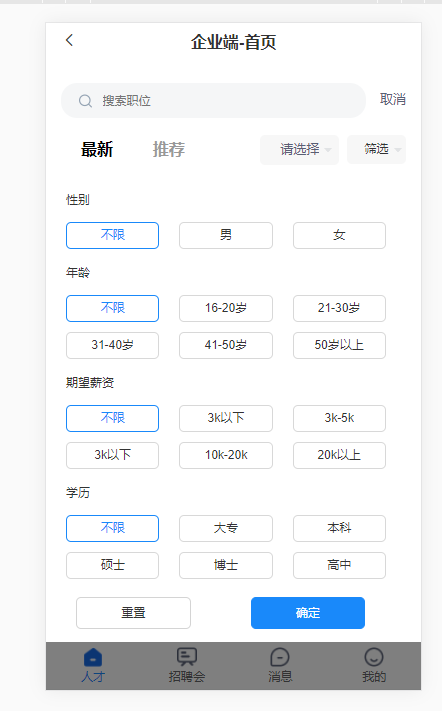 企业端-首页
搜索职位 取消
最新 推荐 请选择 筛选
性别
不限 男 女
年龄
不限 16-20岁 21-30岁
31-40岁 41-50岁 50岁以上
期望薪资
不限 3k以下 3k-5k
3k以下 10k-20k 20k以上
学历
不限 大专 本科
硕士 博士 高中
重置 确定
人才 招聘会 消息 我的